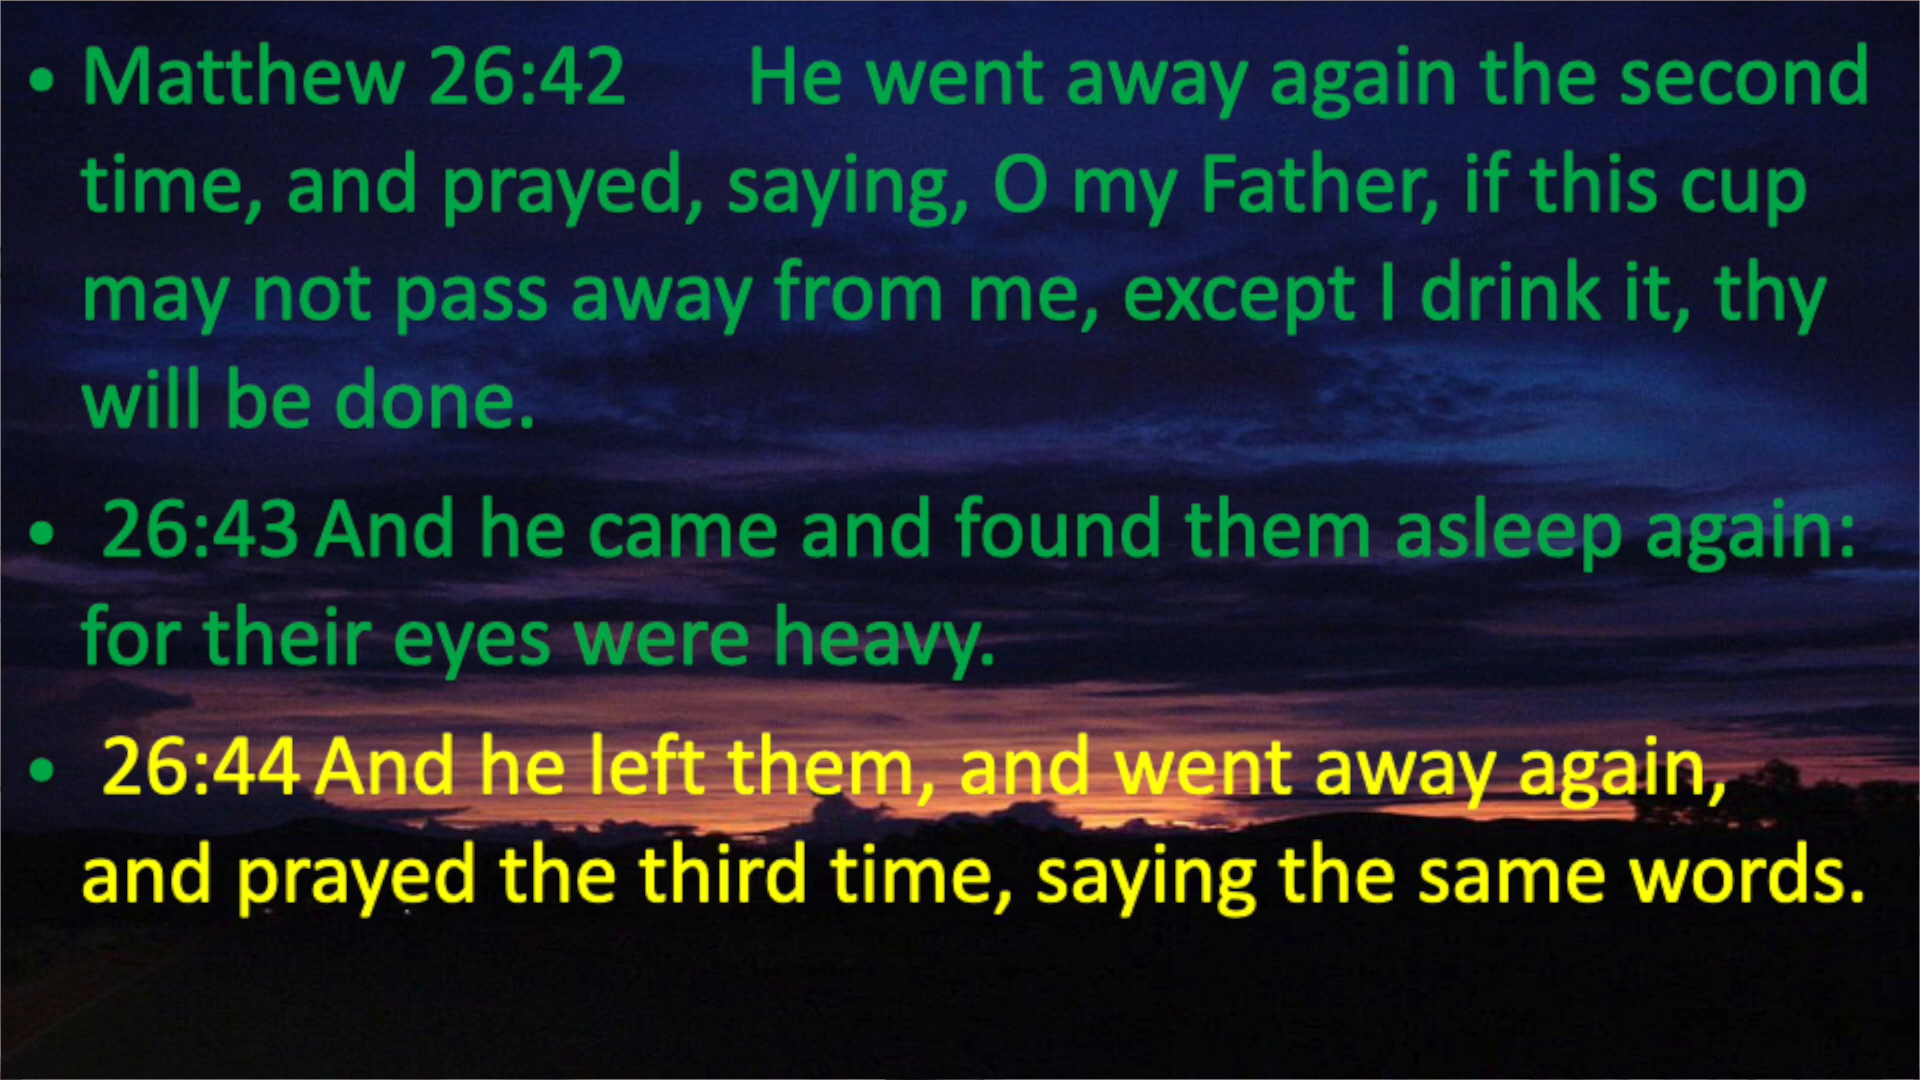 • Matthew 26:42 He went away again the second
time, and prayed, saying, O my Father, if this cup
may not pass away from me, except I drink it, thy
will be done.
• 26:43 And he came and found them asleep again:
for their eyes were heavy.
• 26:44 And he left them, and went away again,
and prayed the third time, saying the same words.